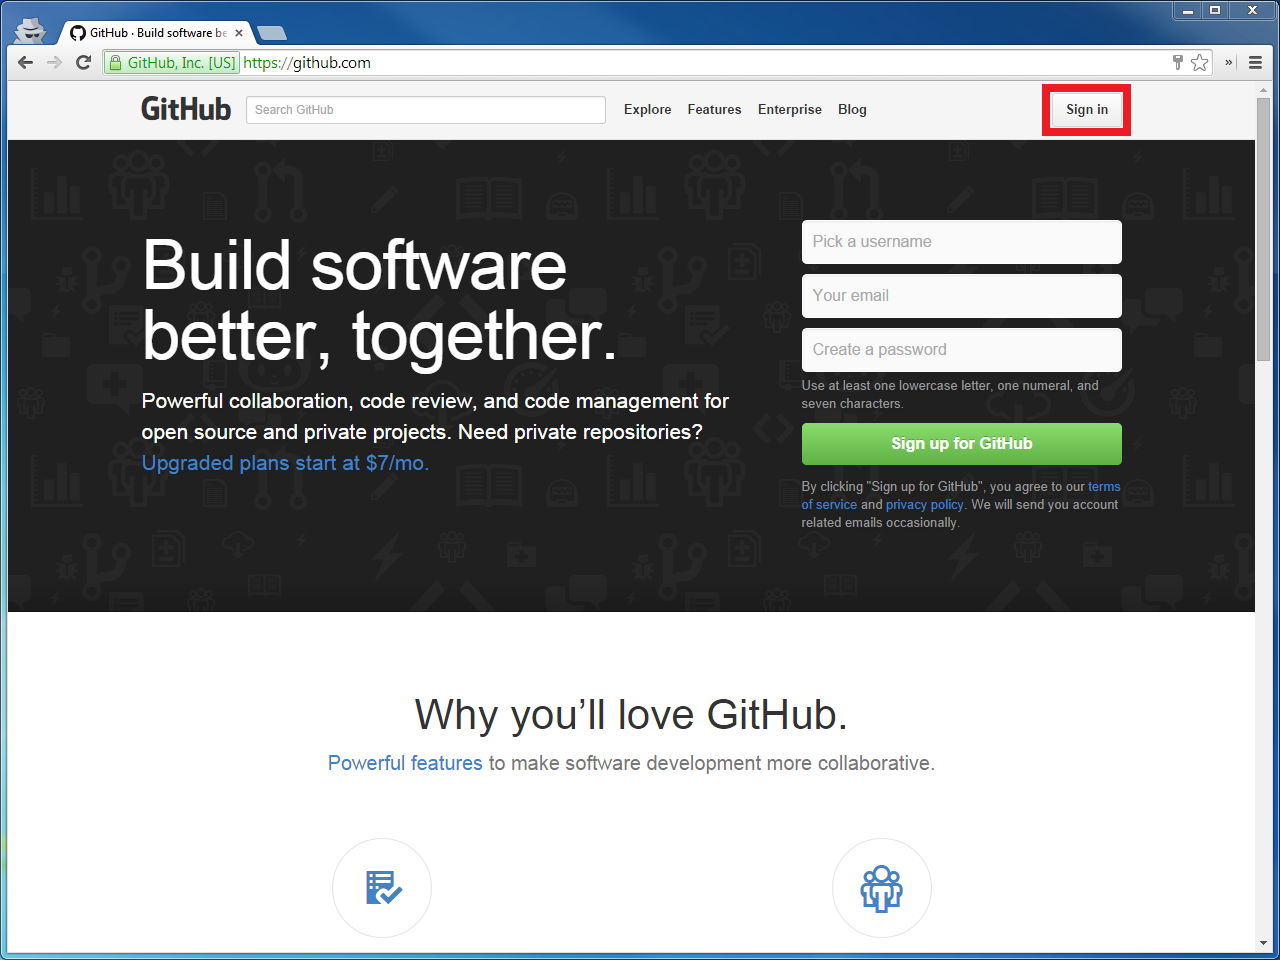 GitHub · Build software be
GitHub, Inc. [US] https://github.com
GitHub
Search GitHub
Explore Features Enterprise Blog
Sign in
Build software
better, together.
Powerful collaboration, code review, and code management for
open source and private projects. Need private repositories?
Upgraded plans start at $7/mo.
Pick a username
Your email
Create a password
Use at least one lowercase letter, one numeral, and
seven characters.
Sign up for GitHub
By clicking "Sign up for GitHub", you agree to our terms
of service and privacy policy. We will send you account
related emails occasionally.
Why you’ll love GitHub.
Powerful features to make software development more collaborative.